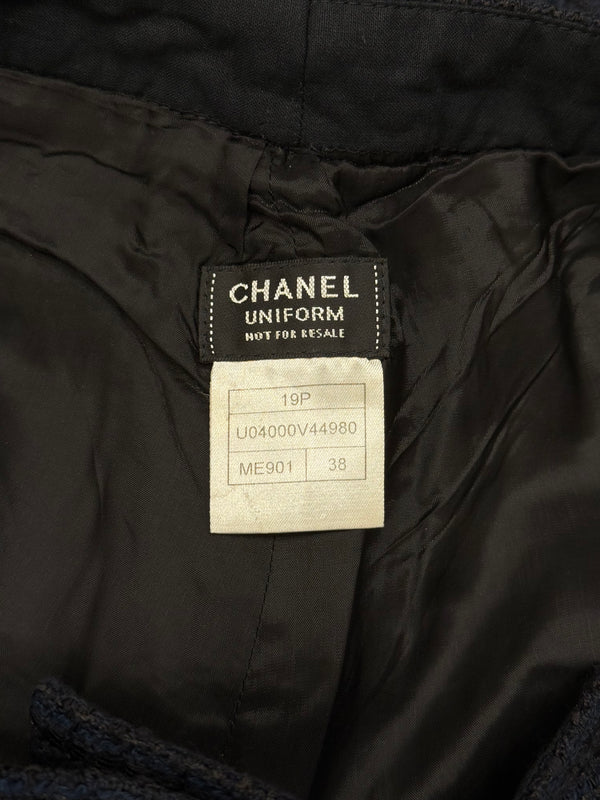 CHANEL
UNIFORM
NOT FOR RESALE
19P
U04000V44980
ME901 38